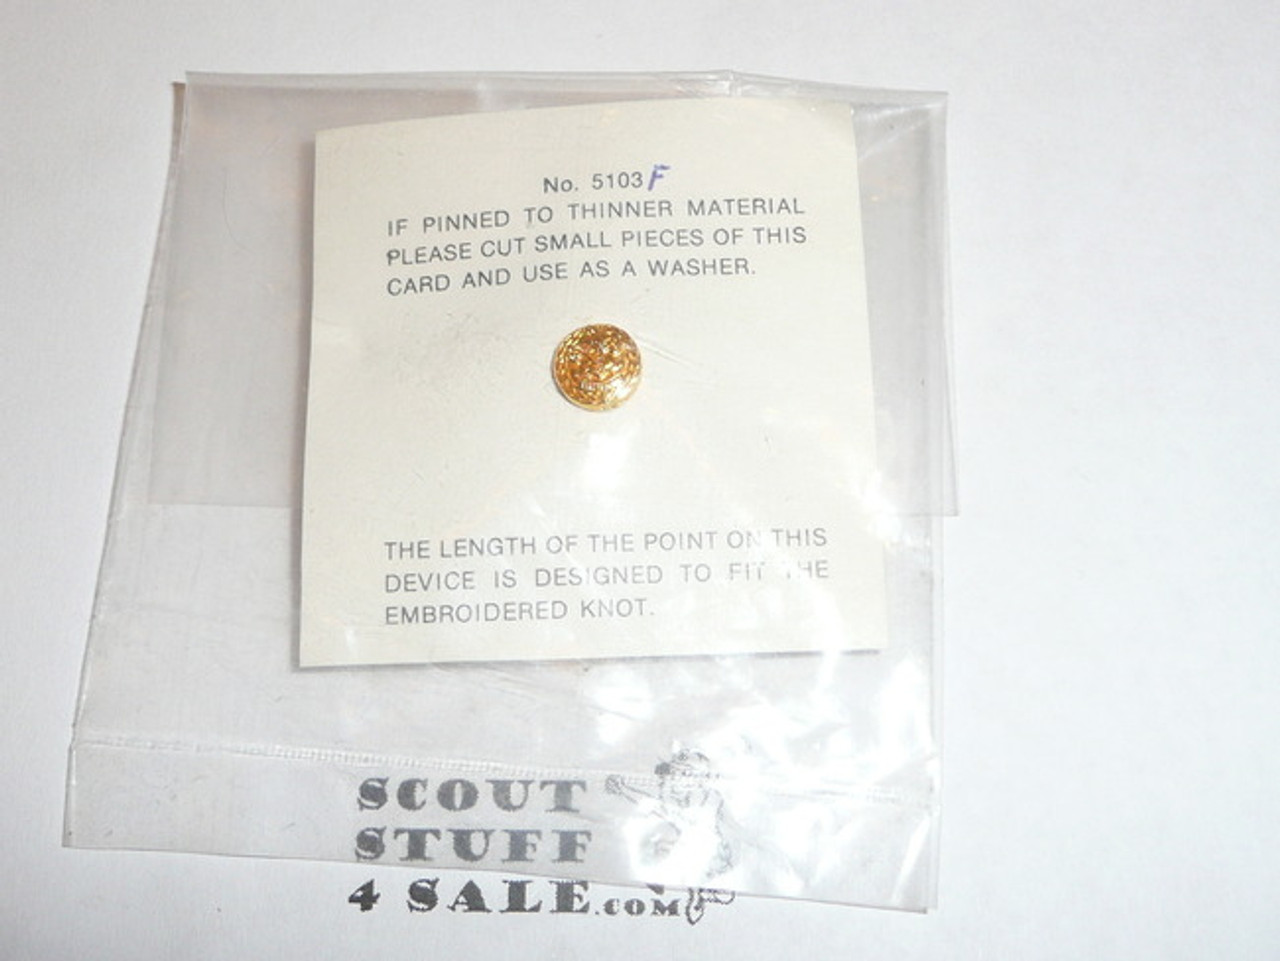 No. 5103F
IF PINNED TO THINNER MATERIAL
PLEASE CUT SMALL PIECES OF THIS
CARD AND USE AS A WASHER.
THE LENGTH OF THE POINT ON THIS
DEVICE IS DESIGNED TO FIT THE
EMBROIDERED KNOT.
SCOUT
STUFF
4 SALE.COM